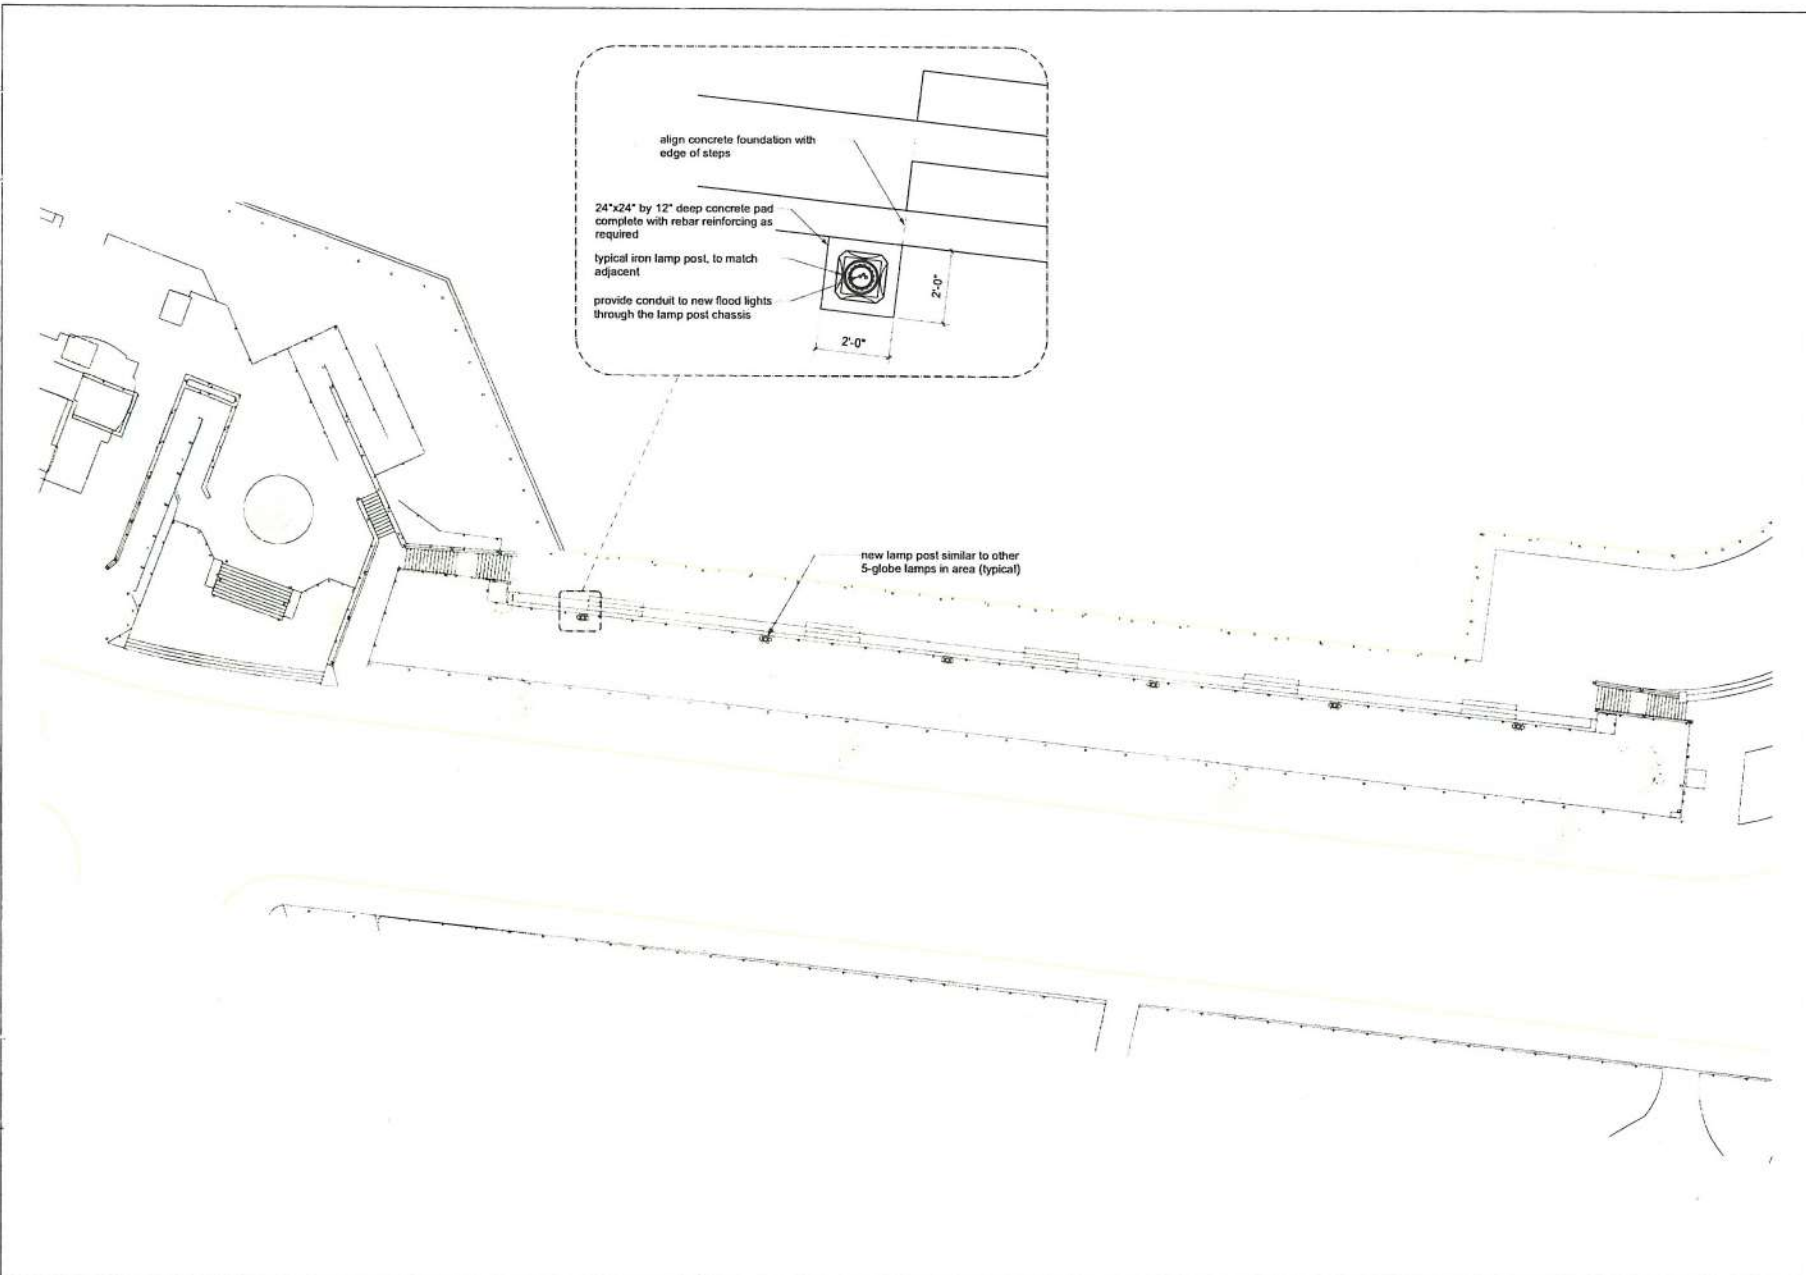 align concrete foundation with
edge of steps
24"x24" by 12" deep concrete pad
complete with rebar reinforcing as
required
typical iron lamp post, to match
adjacent
provide conduit to new flood lights
through the lamp post chassis
2'-0"
2'-0"
new lamp post similar to other
5-globe lamps in area (typical)